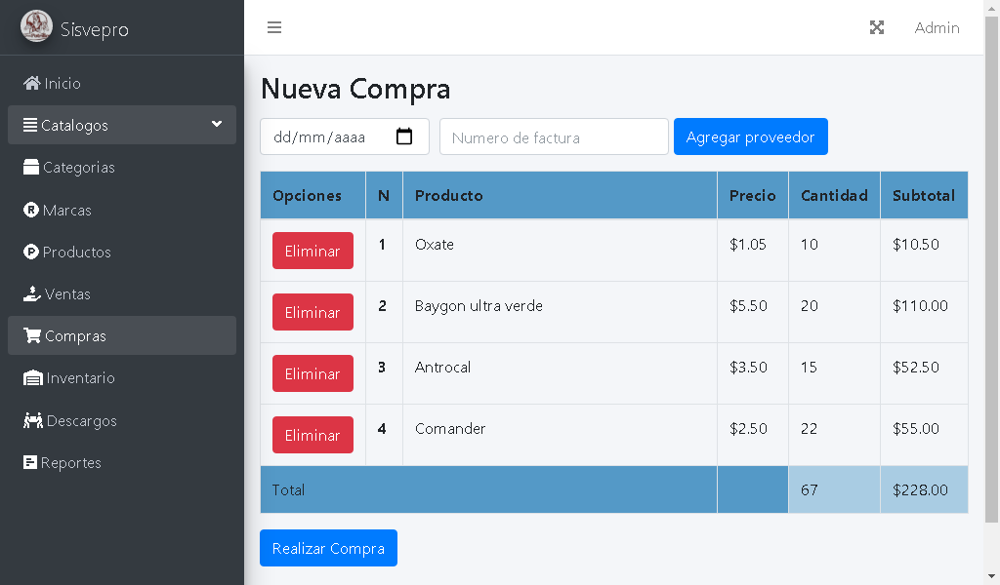 Sisvepro
Admin
Inicio
Catalogos
Categorias
Marcas
Productos
Ventas
Compras
Inventario
Descargos
Reportes
Nueva Compra
dd/mm/aaaa Numero de factura Agregar proveedor
Opciones N Producto Precio Cantidad Subtotal
Eliminar 1 Oxate $1.05 10 $10.50
Eliminar 2 Baygon ultra verde $5.50 20 $110.00
Eliminar 3 Antrocal $3.50 15 $52.50
Eliminar 4 Comander $2.50 22 $55.00
Total 67 $228.00
Realizar Compra